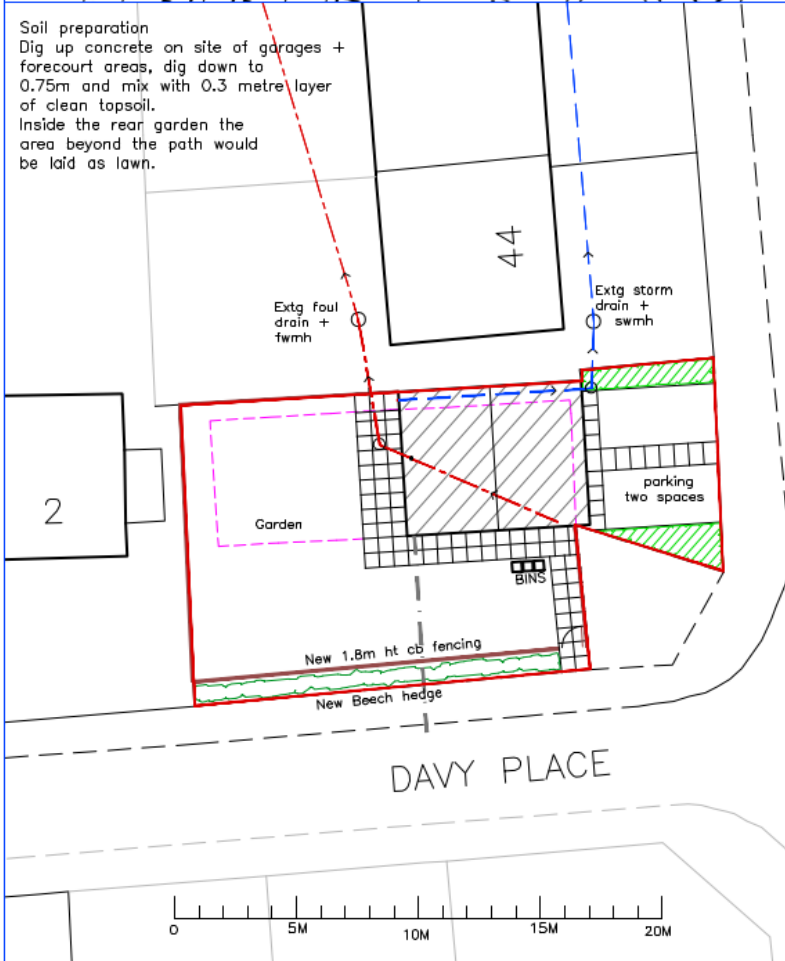 Soil preparation
Dig up concrete on site of garages +
forecourt areas, dig down to
0.75m and mix with 0.3 metre layer
of clean topsoil.
Inside the rear garden the
area beyond the path would
be laid as lawn.
44
Extg foul
drain +
fwmh
Extg storm
drain +
swmh
2
Garden
parking
two spaces
BINS
New 1.8m ht cb fencing
New Beech hedge
DAVY PLACE
0
5M
10M
15M
20M